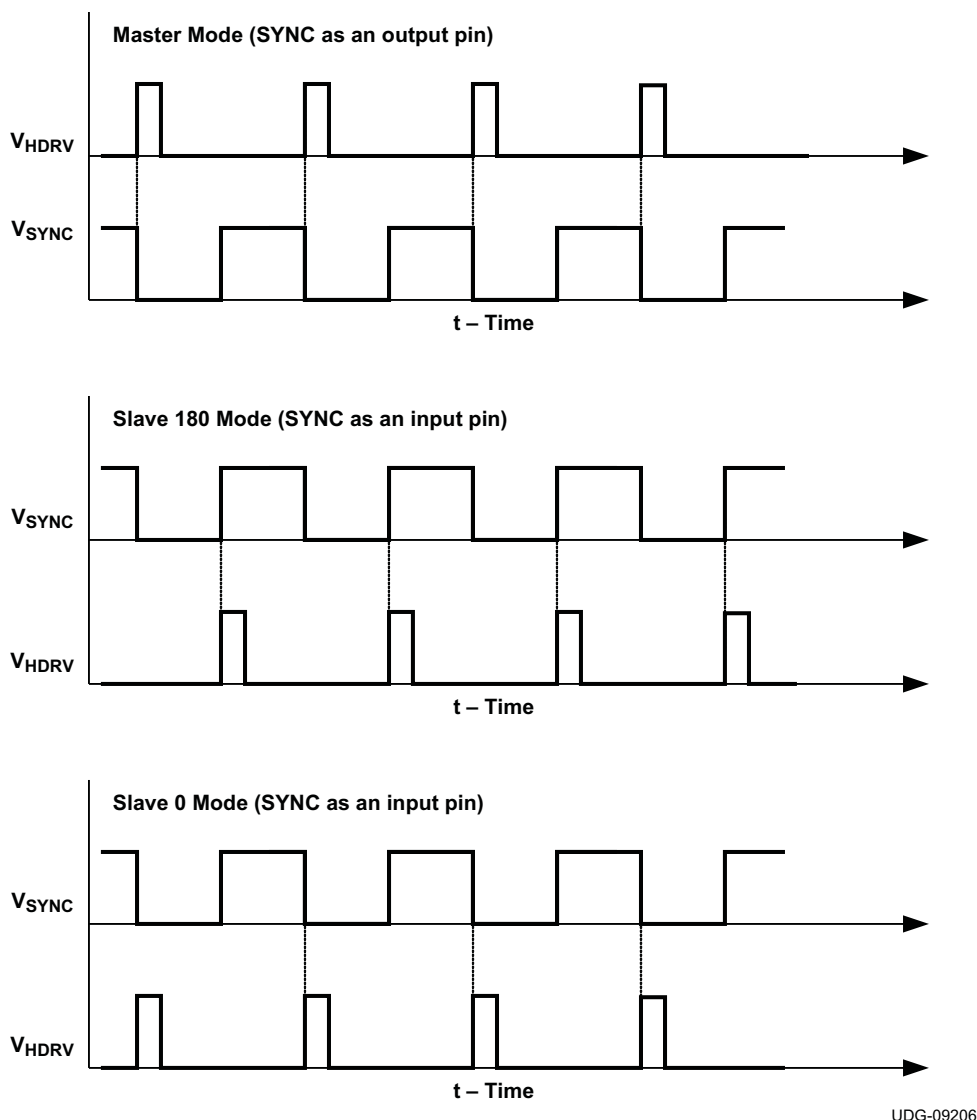 Master Mode (SYNC as an output pin)
VHDRV
VSYNC
t – Time
Slave 180 Mode (SYNC as an input pin)
VSYNC
VHDRV
t – Time
Slave 0 Mode (SYNC as an input pin)
VSYNC
VHDRV
t – Time
UDG-09206